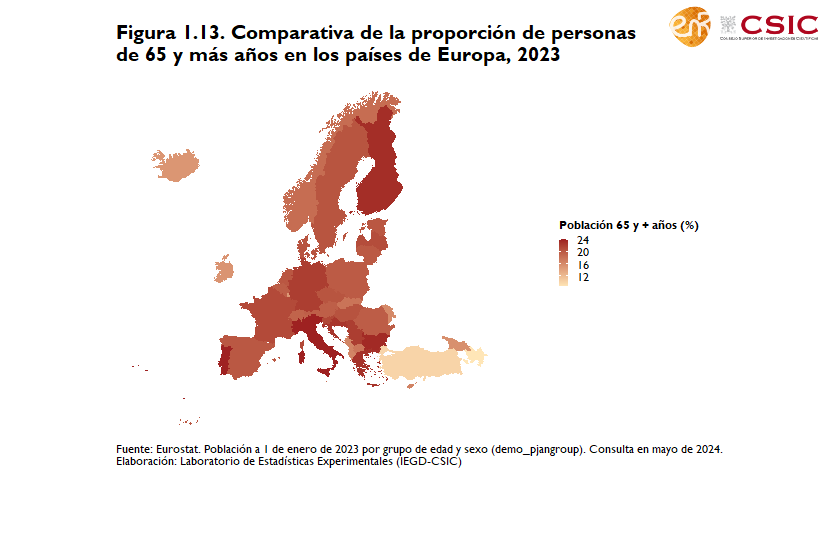 Figura 1.13. Comparativa de la proporción de personas
de 65 y más años en los países de Europa, 2023
en
CSIC
CONSEJO SUPERIOR DE INVESTIGACIONES CIENTÍFICAS
Población 65 y + años (%)
24
20
16
12
Fuente: Eurostat. Población a 1 de enero de 2023 por grupo de edad y sexo (demo_pjangroup). Consulta en mayo de 2024.
Elaboración: Laboratorio de Estadísticas Experimentales (IEGD-CSIC)